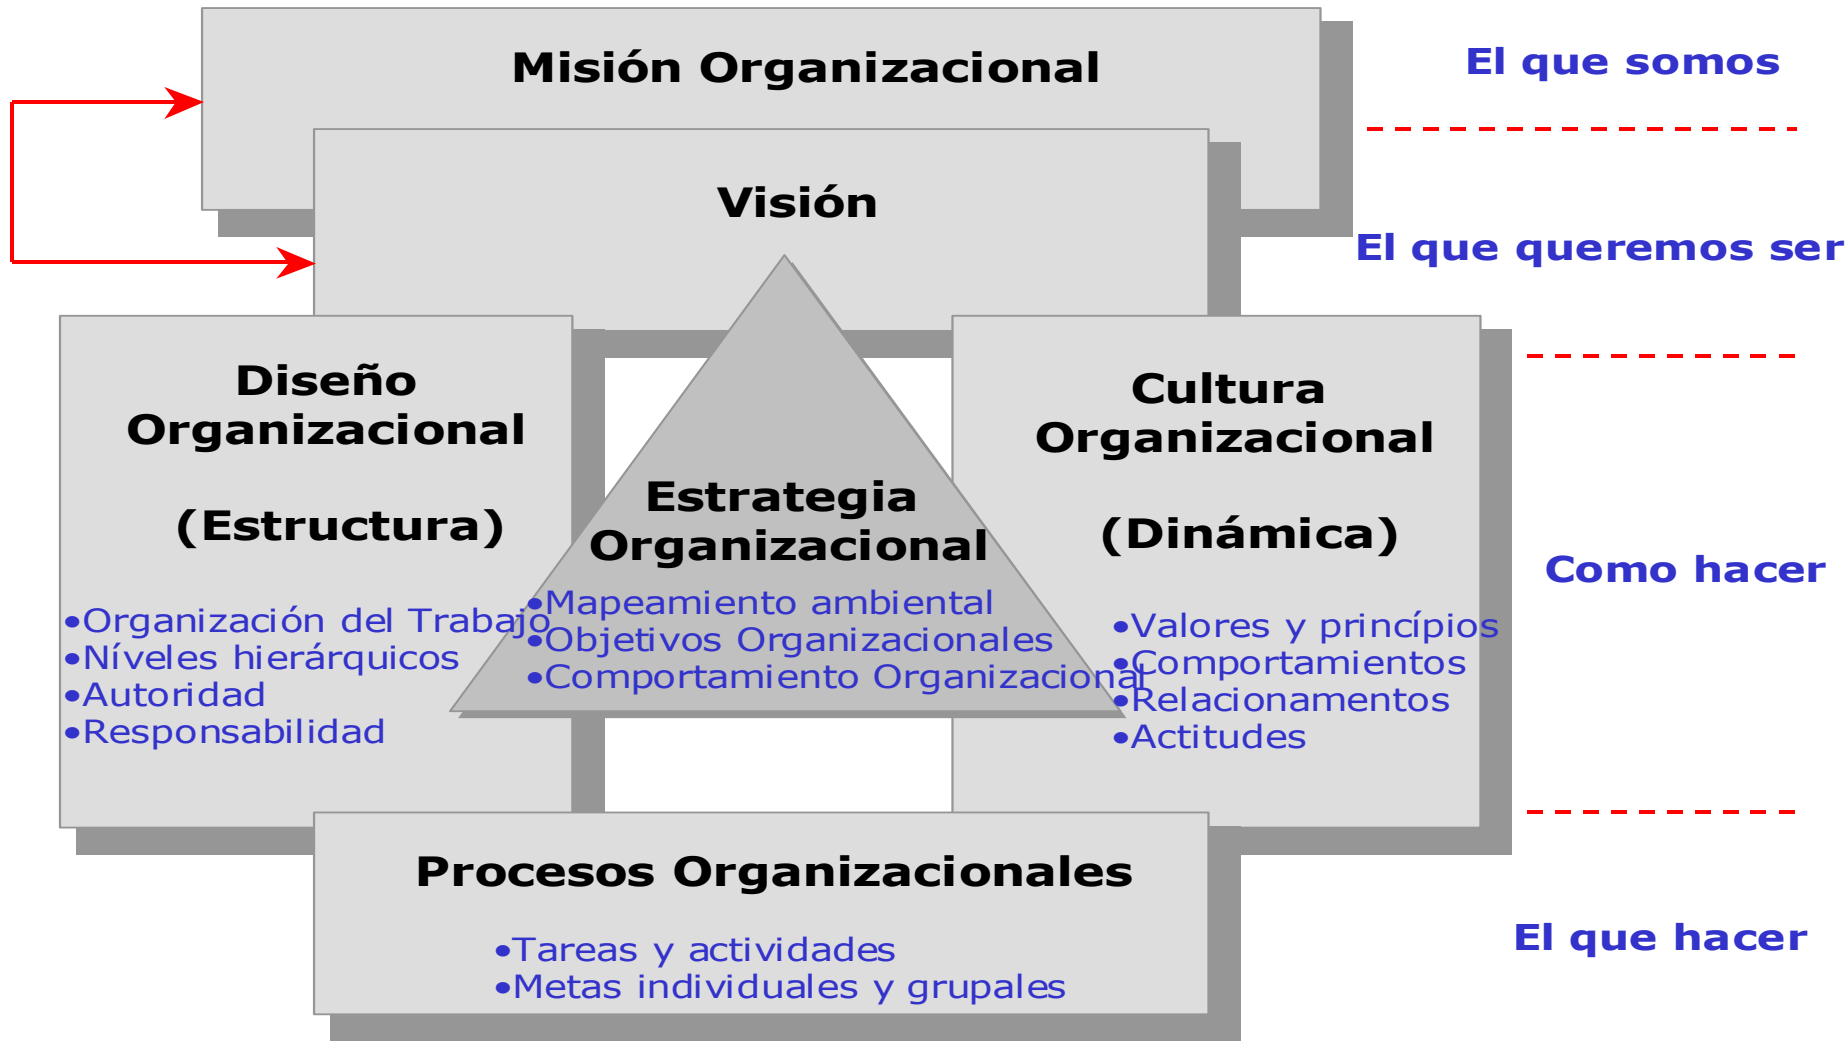 Misión Organizacional
El que somos
Visión
El que queremos ser
Diseño
Organizacional
(Estructura)
•Organización del Trabajo
•Níveles hierárquicos
•Autoridad
•Responsabilidad
Estrategia
Organizacional
•Mapeamiento ambiental
•Objetivos Organizacionales
•Comportamiento Organizacional
Cultura
Organizacional
(Dinámica)
•Valores y princípios
•Comportamientos
•Relacionamentos
•Actitudes
Como hacer
Procesos Organizacionales
•Tareas y actividades
•Metas individuales y grupales
El que hacer